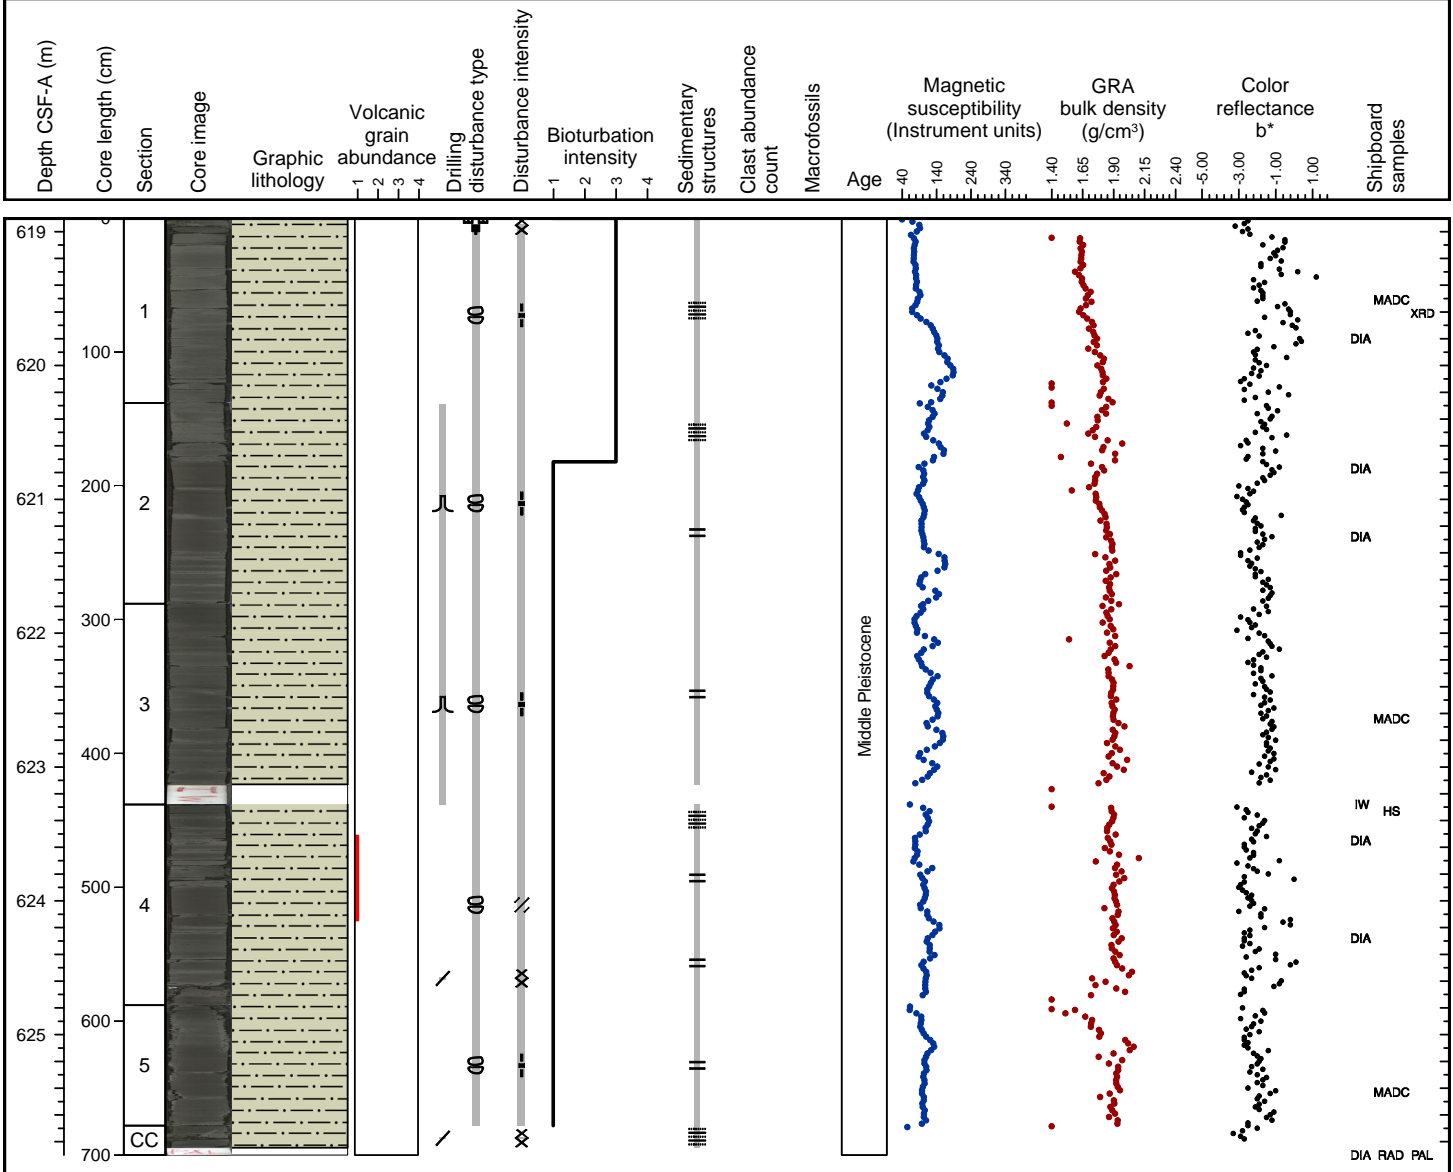 Depth CSF-A (m)
Core length (cm)
Section
Core image
Graphic
lithology
Volcanic
grain
abundance
1 2 3 4
Drilling
disturbance type
Disturbance intensity
Bioturbation
intensity
1 2 3 4
Sedimentary
structures
Clast abundance
count
Macrofossils
Age
Magnetic
susceptibility
(Instrument units)
40 140 240 340
GRA
bulk density
(g/cm³)
1.40 1.65 1.90 2.15 2.40
Color
reflectance
b*
-5.00 -3.00 -1.00 1.00
Shipboard
samples
0
619
1
MADC
XRD
DIA
100
620
DIA
200
621
2
DIA
300
622
Middle Pleistocene
3
MADC
400
623
IW HS
DIA
500
624
4
DIA
600
625
5
MADC
CC
700
DIA RAD PAL